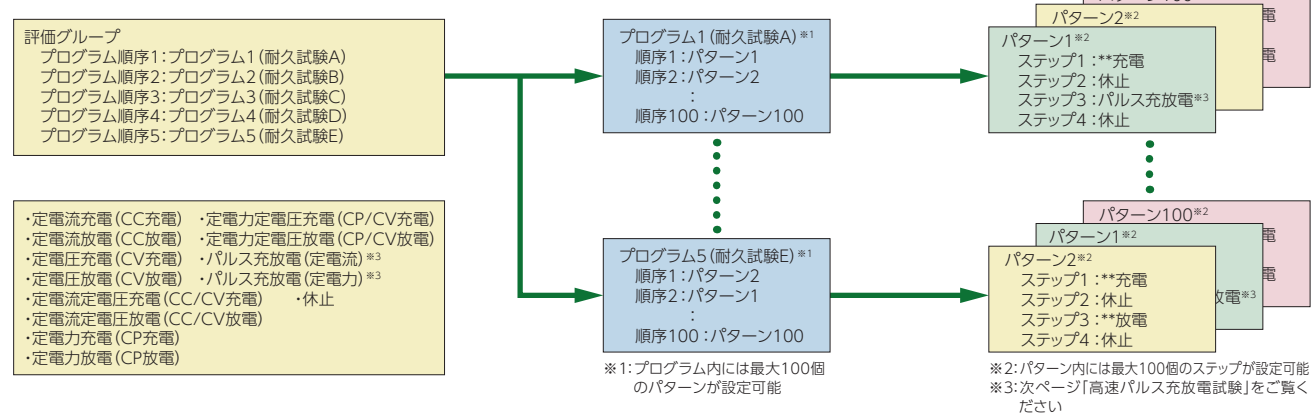 評価グループ
プログラム順序1：プログラム1（耐久試験A）
プログラム順序2：プログラム2（耐久試験B）
プログラム順序3：プログラム3（耐久試験C）
プログラム順序4：プログラム4（耐久試験D）
プログラム順序5：プログラム5（耐久試験E）
・定電流充電（CC充電）　・定電力定電圧充電（CP/CV充電）
・定電流放電（CC放電）　・定電力定電圧放電（CP/CV放電）
・定電圧充電（CV充電）　・パルス充放電（定電流）※3
・定電圧放電（CV放電）　・パルス充放電（定電力）※3
・定電流定電圧充電（CC/CV充電）　・休止
・定電流定電圧放電（CC/CV放電）
・定電力充電（CP充電）
・定電力放電（CP放電）
プログラム1（耐久試験A）※1
順序1：パターン1
順序2：パターン2
：
順序100：パターン100
プログラム5（耐久試験E）※1
順序1：パターン2
順序2：パターン1
：
順序100：パターン100
※1：プログラム内には最大100個
のパターンが設定可能
電
電
パターン2※2
パターン1※2
ステップ1：**充電
ステップ2：休止
ステップ3：パルス充放電※3
ステップ4：休止
パターン100※2
電
電
パターン1※2
放電※3
パターン2※2
ステップ1：**充電
ステップ2：休止
ステップ3：**放電
ステップ4：休止
※2：パターン内には最大100個のステップが設定可能
※3：次ページ「高速パルス充放電試験」をご覧く
ださい